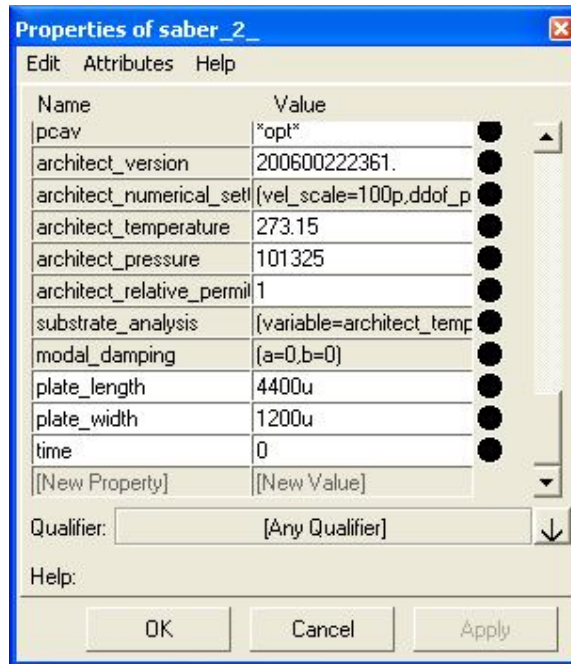 Properties of saber_2_
Edit Attributes Help
Name Value
pcav *opt*
architect_version 200600222361.
architect_numerical_sett (vel_scale=100p,ddof_p
architect_temperature 273.15
architect_pressure 101325
architect_relative_permit 1
substrate_analysis (variable=architect_temp
modal_damping (a=0,b=0)
plate_length 4400u
plate_width 1200u
time 0
[New Property] [New Value]
Qualifier: [Any Qualifier]
Help:
OK Cancel Apply